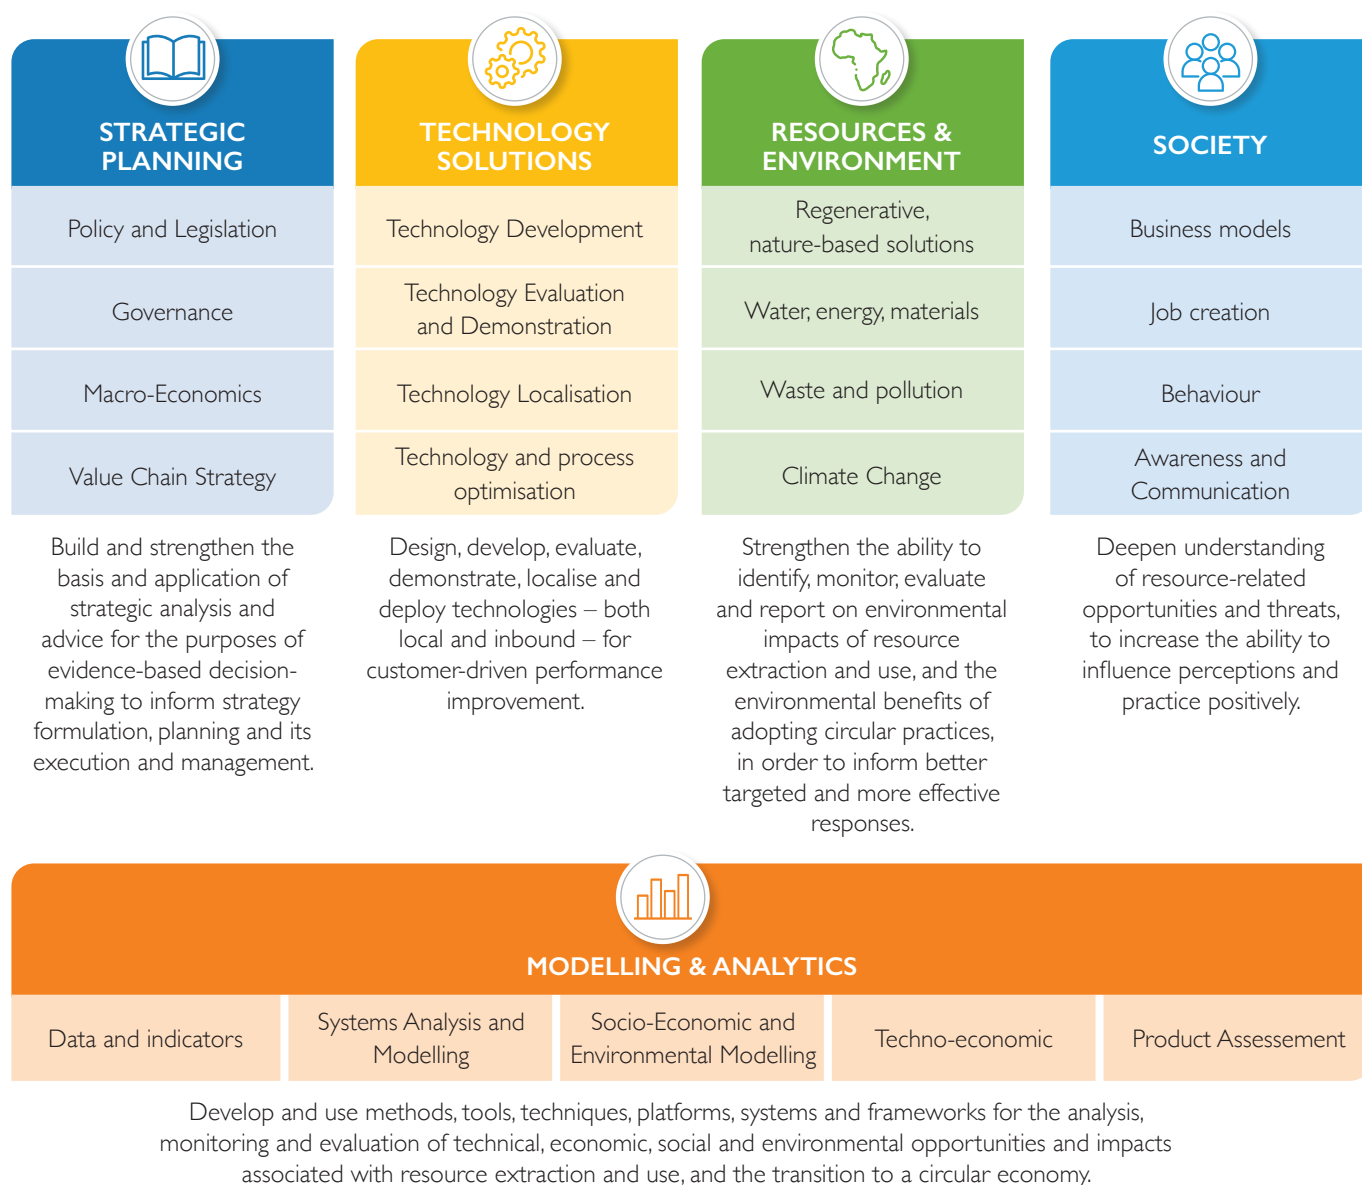 STRATEGIC
PLANNING
Policy and Legislation
Governance
Macro-Economics
Value Chain Strategy
Build and strengthen the
basis and application of
strategic analysis and
advice for the purposes of
evidence-based decision-
making to inform strategy
formulation, planning and its
execution and management.
TECHNOLOGY
SOLUTIONS
Technology Development
Technology Evaluation
and Demonstration
Technology Localisation
Technology and process
optimisation
Design, develop, evaluate,
demonstrate, localise and
deploy technologies – both
local and inbound – for
customer-driven performance
improvement.
RESOURCES &
ENVIRONMENT
Regenerative,
nature-based solutions
Water, energy, materials
Waste and pollution
Climate Change
Strengthen the ability to
identify, monitor, evaluate
and report on environmental
impacts of resource
extraction and use, and the
environmental benefits of
adopting circular practices,
in order to inform better
targeted and more effective
responses.
SOCIETY
Business models
Job creation
Behaviour
Awareness and
Communication
Deepen understanding
of resource-related
opportunities and threats,
to increase the ability to
influence perceptions and
practice positively.
MODELLING & ANALYTICS
Data and indicators
Systems Analysis and
Modelling
Socio-Economic and
Environmental Modelling
Techno-economic
Product Assessement
Develop and use methods, tools, techniques, platforms, systems and frameworks for the analysis,
monitoring and evaluation of technical, economic, social and environmental opportunities and impacts
associated with resource extraction and use, and the transition to a circular economy.